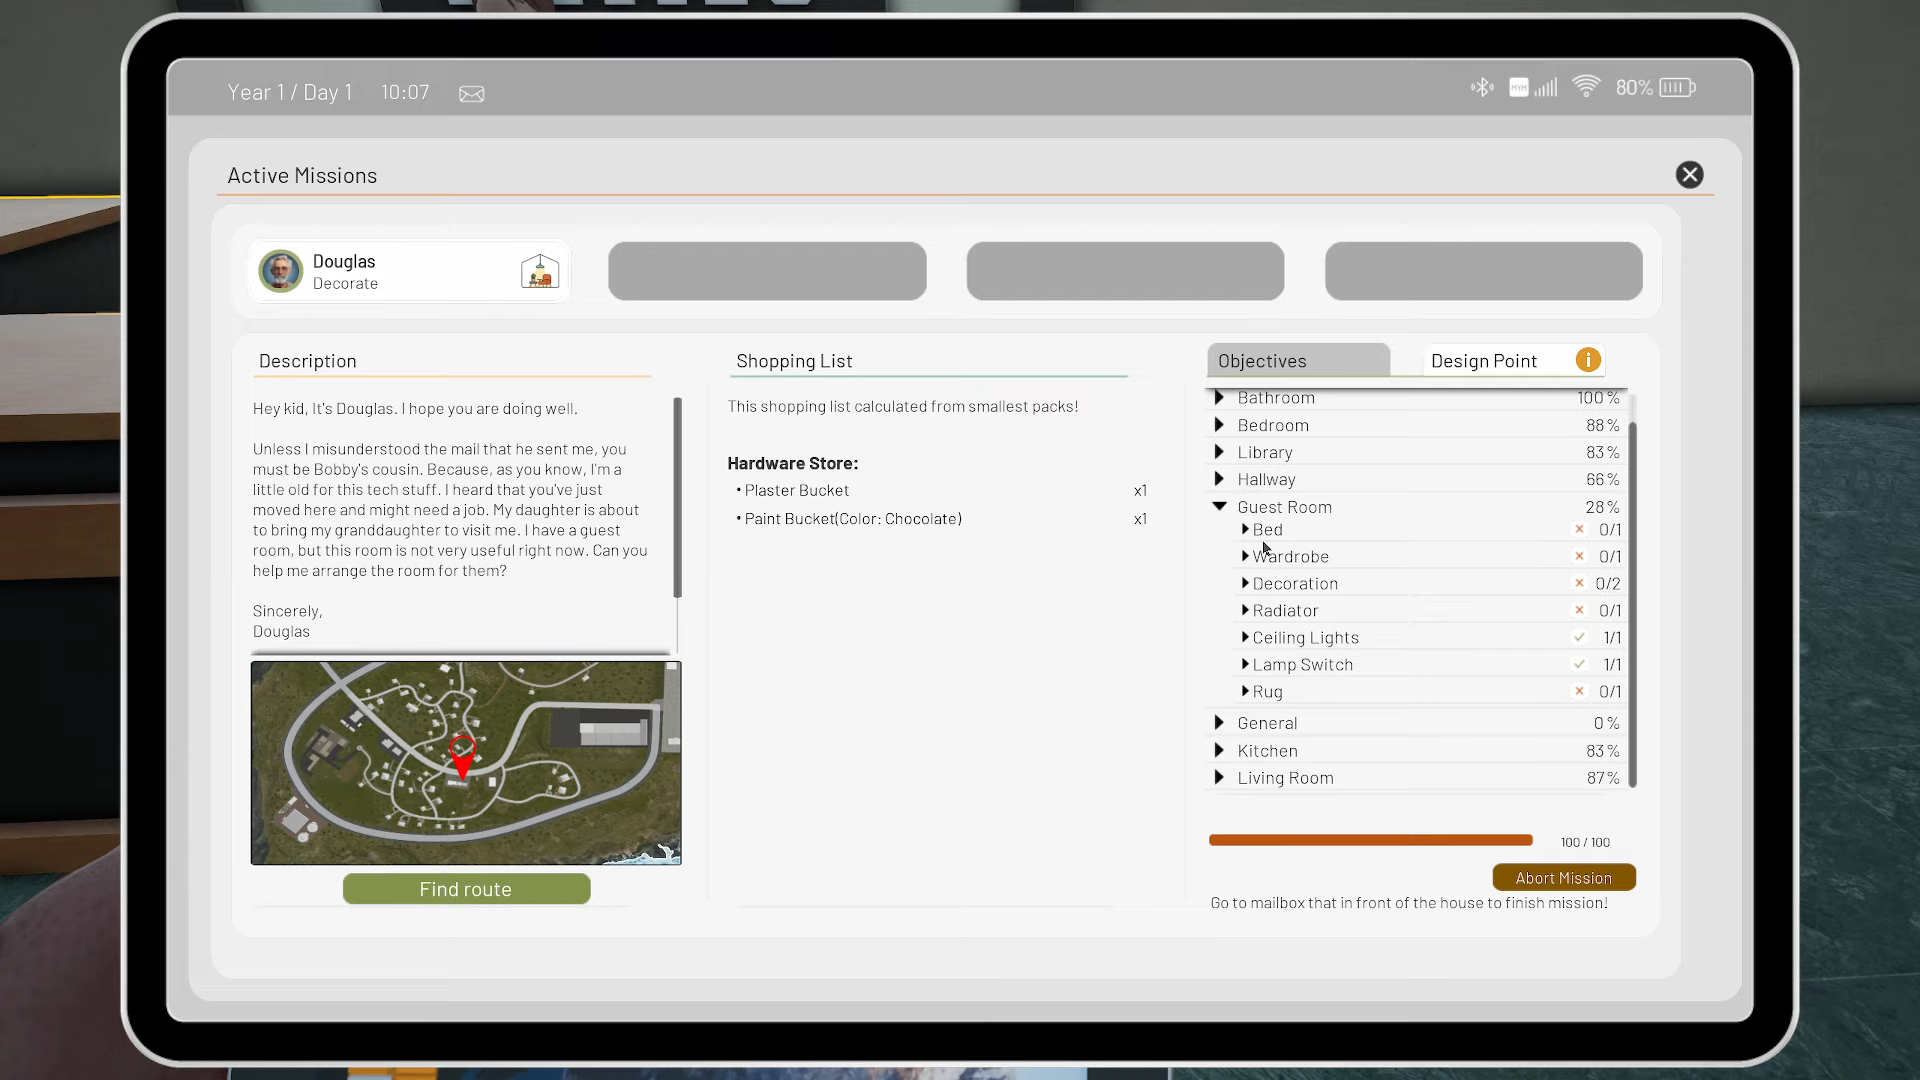 Year 1 / Day 1 10:07
80%
Active Missions
Douglas
Decorate
Description
Hey kid, It's Douglas. I hope you are doing well.
Unless I misunderstood the mail that he sent me, you
must be Bobby's cousin. Because, as you know, I'm a
little old for this tech stuff. I heard that you've just
moved here and might need a job. My daughter is about
to bring my granddaughter to visit me. I have a guest
room, but this room is not very useful right now. Can you
help me arrange the room for them?
Sincerely,
Douglas
Find route
Shopping List
This shopping list calculated from smallest packs!
Hardware Store:
• Plaster Bucket x1
• Paint Bucket(Color: Chocolate) x1
Objectives
Design Point
i
Bathroom 100 %
Bedroom 88 %
Library 83 %
Hallway 66 %
Guest Room 28 %
Bed 0/1
Wardrobe 0/1
Decoration 0/2
Radiator 0/1
Ceiling Lights 1/1
Lamp Switch 1/1
Rug 0/1
General 0 %
Kitchen 83 %
Living Room 87 %
100 / 100
Abort Mission
Go to mailbox that in front of the house to finish mission!